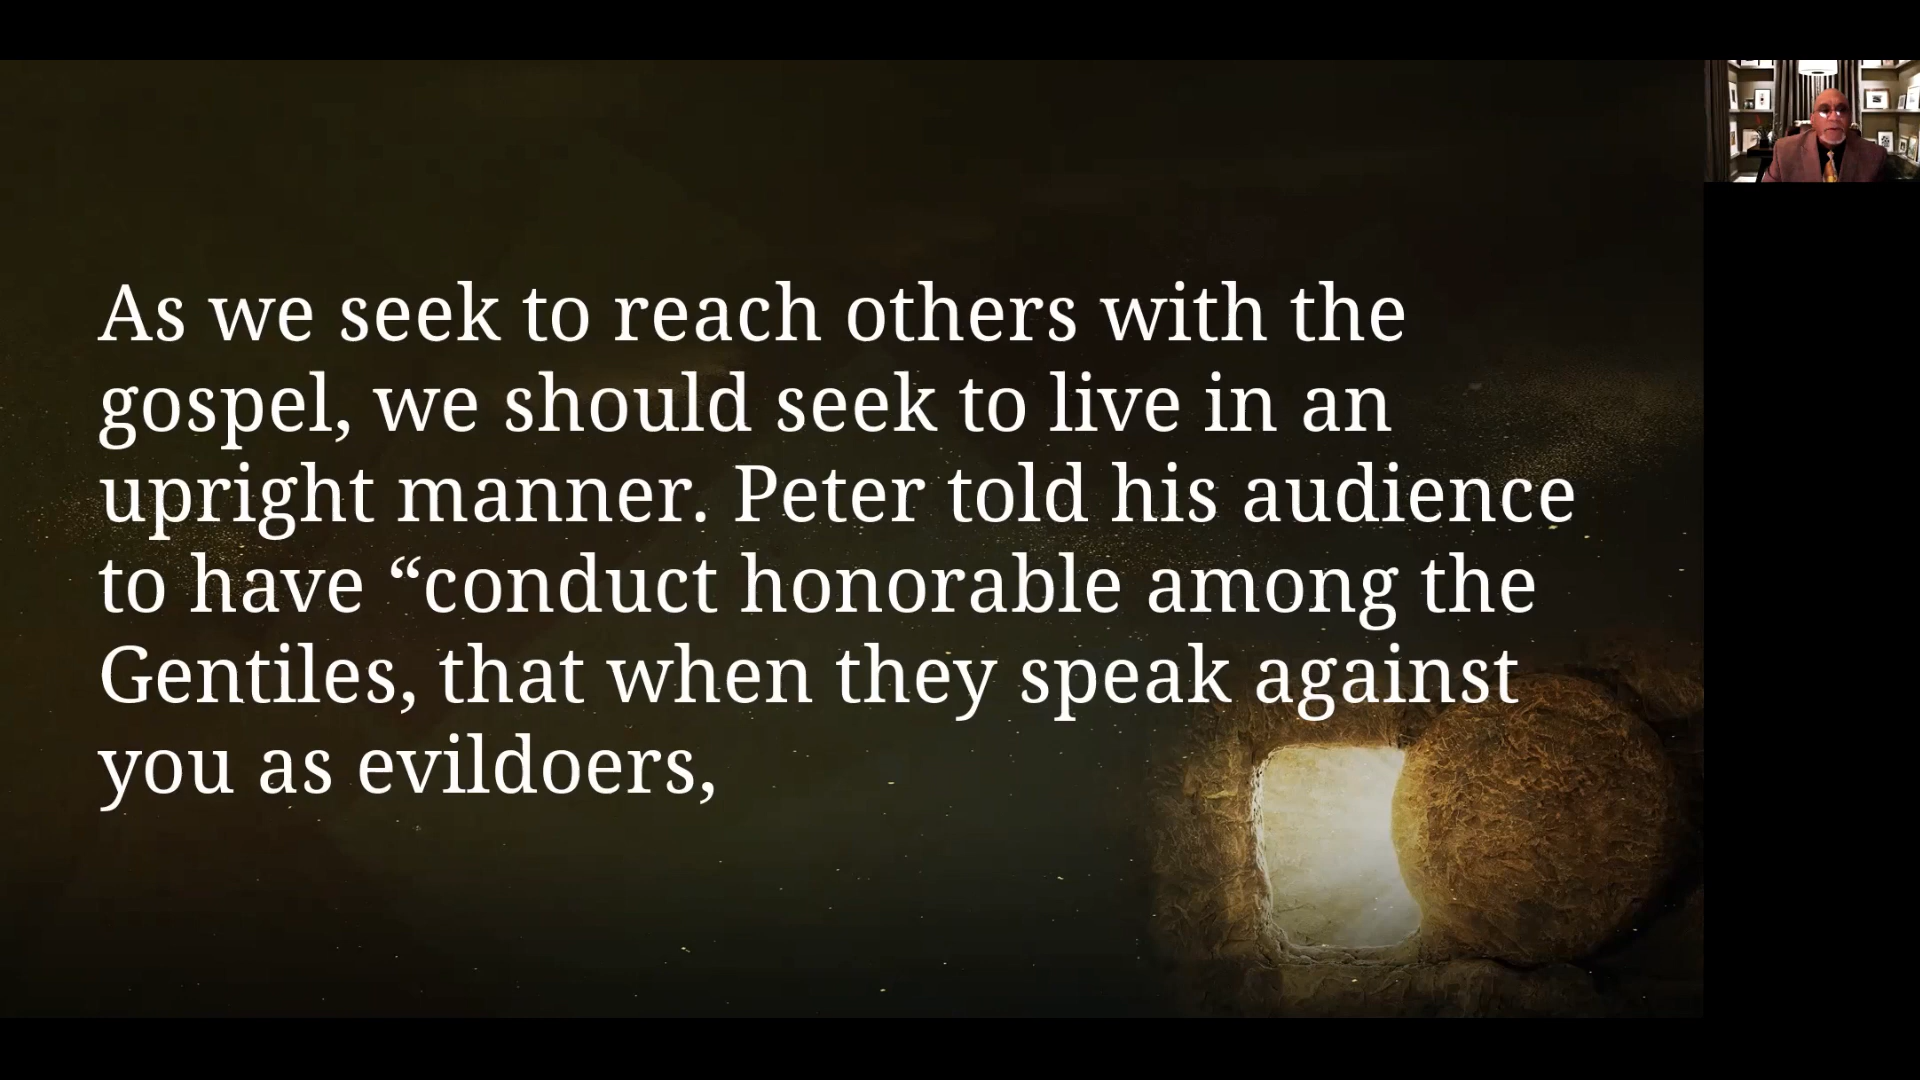 As we seek to reach others with the
gospel, we should seek to live in an
upright manner. Peter told his audience
to have “conduct honorable among the
Gentiles, that when they speak against
you as evildoers,